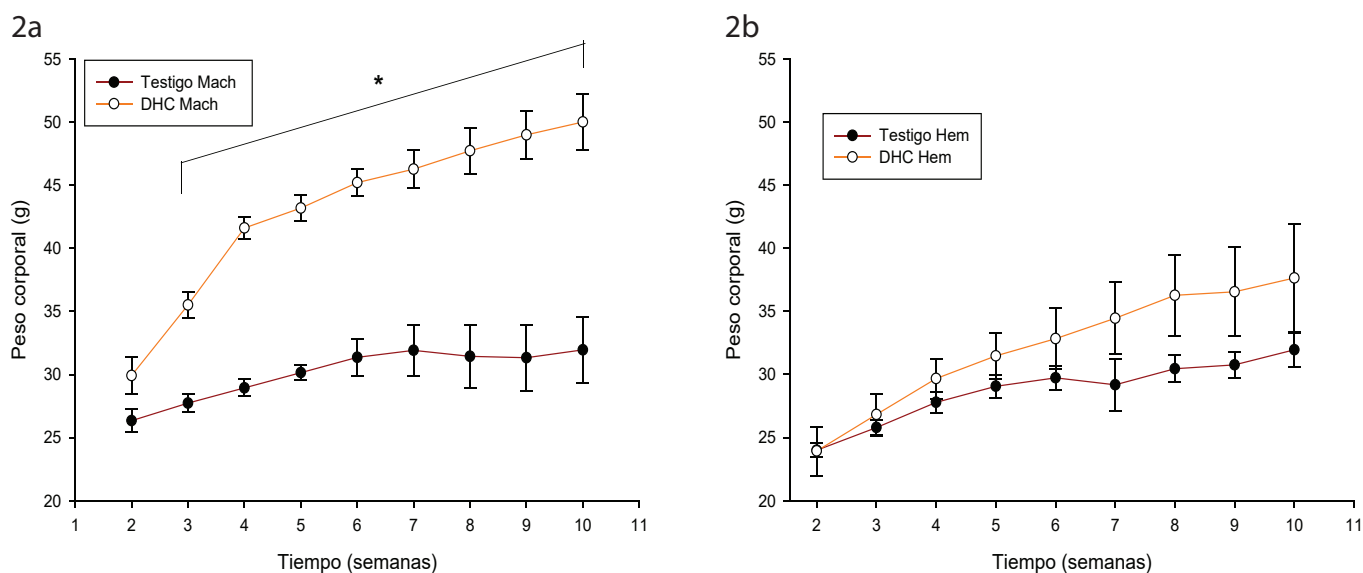 2a
Peso corporal (g)
55
50
45
40
35
30
25
20
Testigo Mach
DHC Mach
*
1 2 3 4 5 6 7 8 9 10 11
Tiempo (semanas)
2b
Peso corporal (g)
55
50
45
40
35
30
25
20
Testigo Hem
DHC Hem
2 3 4 5 6 7 8 9 10 11
Tiempo (semanas)